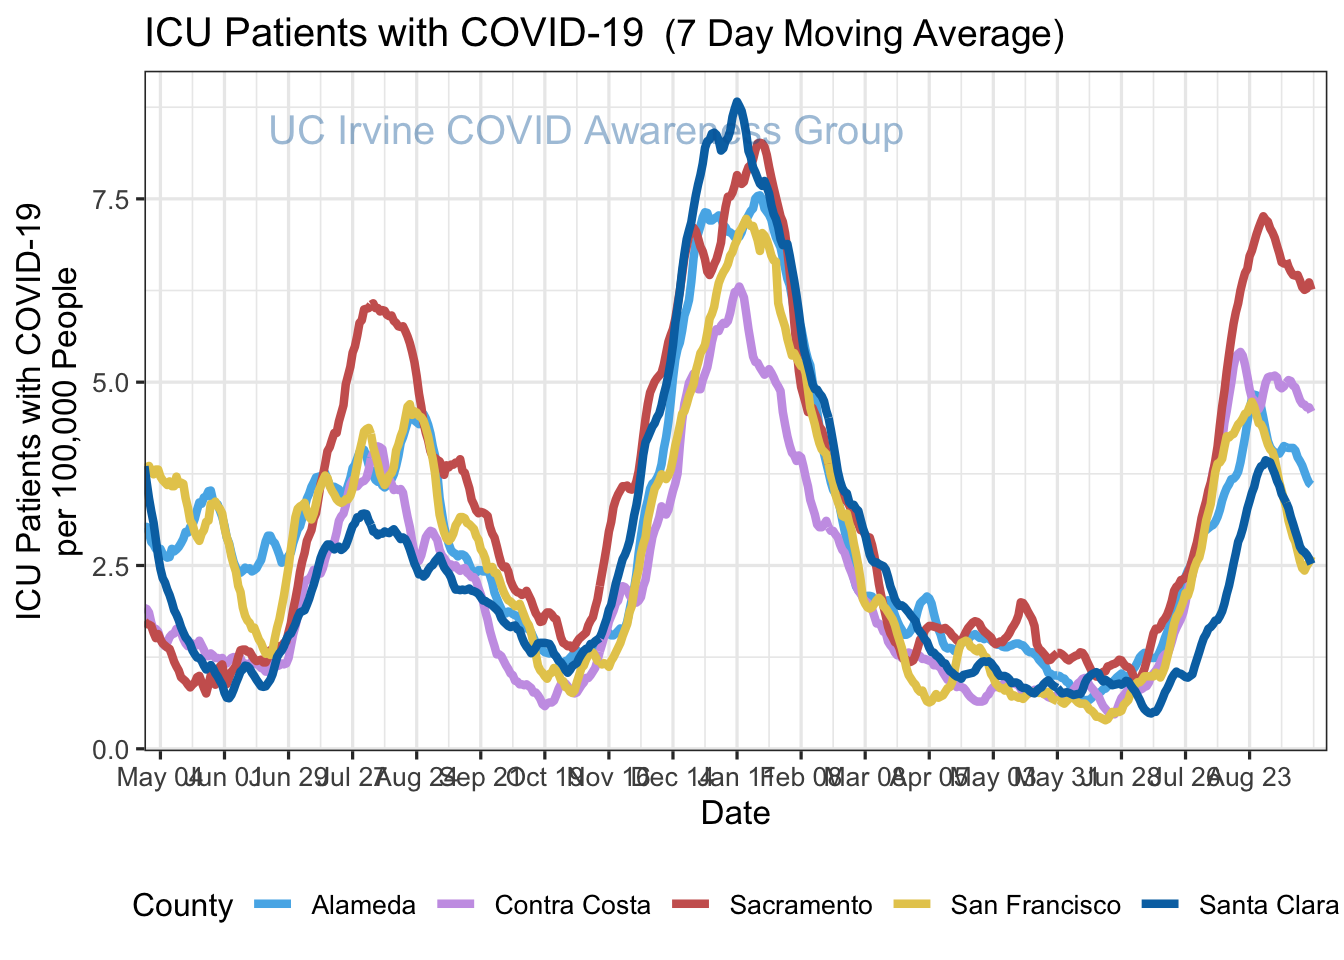 ICU Patients with COVID-19 (7 Day Moving Average)
UC Irvine COVID Awareness Group
ICU Patients with COVID-19
per 100,000 People
7.5
5.0
2.5
0.0
May 04 Jun 01 Jun 29 Jul 27 Aug 24 Sep 21 Oct 19 Nov 16 Dec 14 Jan 11 Feb 08 Mar 08 Apr 05 May 03 May 31 Jun 28 Jul 26 Aug 23
Date
County Alameda Contra Costa Sacramento San Francisco Santa Clara